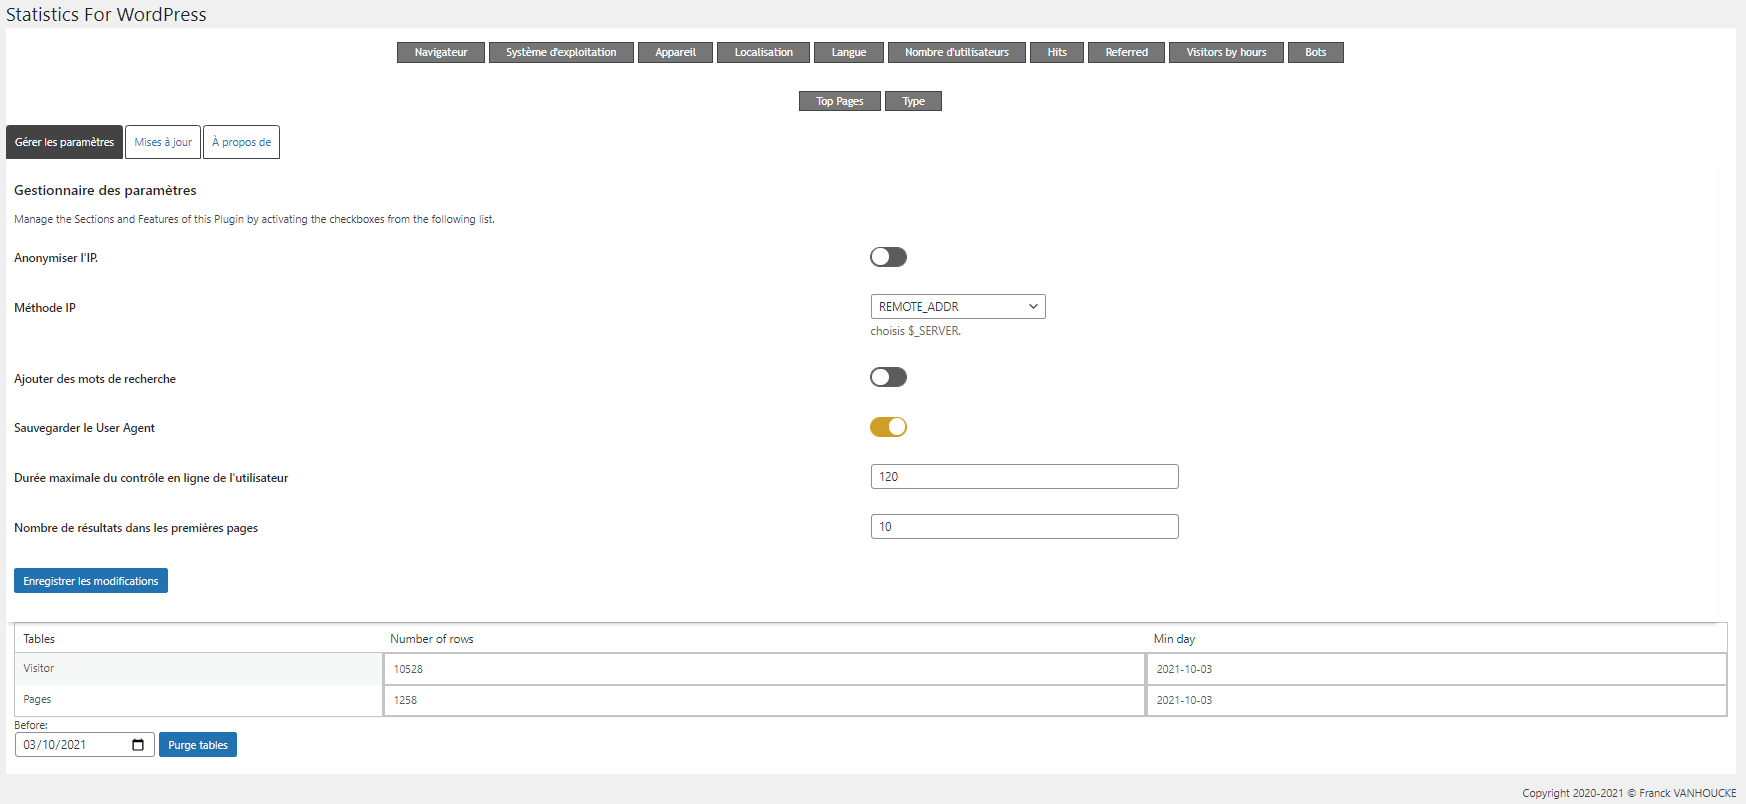 Statistics For WordPress
Navigateur Système d'exploitation Appareil Localisation Langue Nombre d'utilisateurs Hits Referred Visitors by hours Bots
Top Pages Type
Gérer les paramètres Mises à jour À propos de
Gestionnaire des paramètres
Manage the Sections and Features of this Plugin by activating the checkboxes from the following list.
Anonymiser l'IP.
Méthode IP REMOTE_ADDR
choisis $_SERVER.
Ajouter des mots de recherche
Sauvegarder le User Agent
Durée maximale du contrôle en ligne de l'utilisateur 120
Nombre de résultats dans les premières pages 10
Enregistrer les modifications
Tables Number of rows Min day
Visitor 10528 2021-10-03
Pages 1258 2021-10-03
Before:
03/10/2021 Purge tables
Copyright 2020-2021 © Franck VANHOUCKE